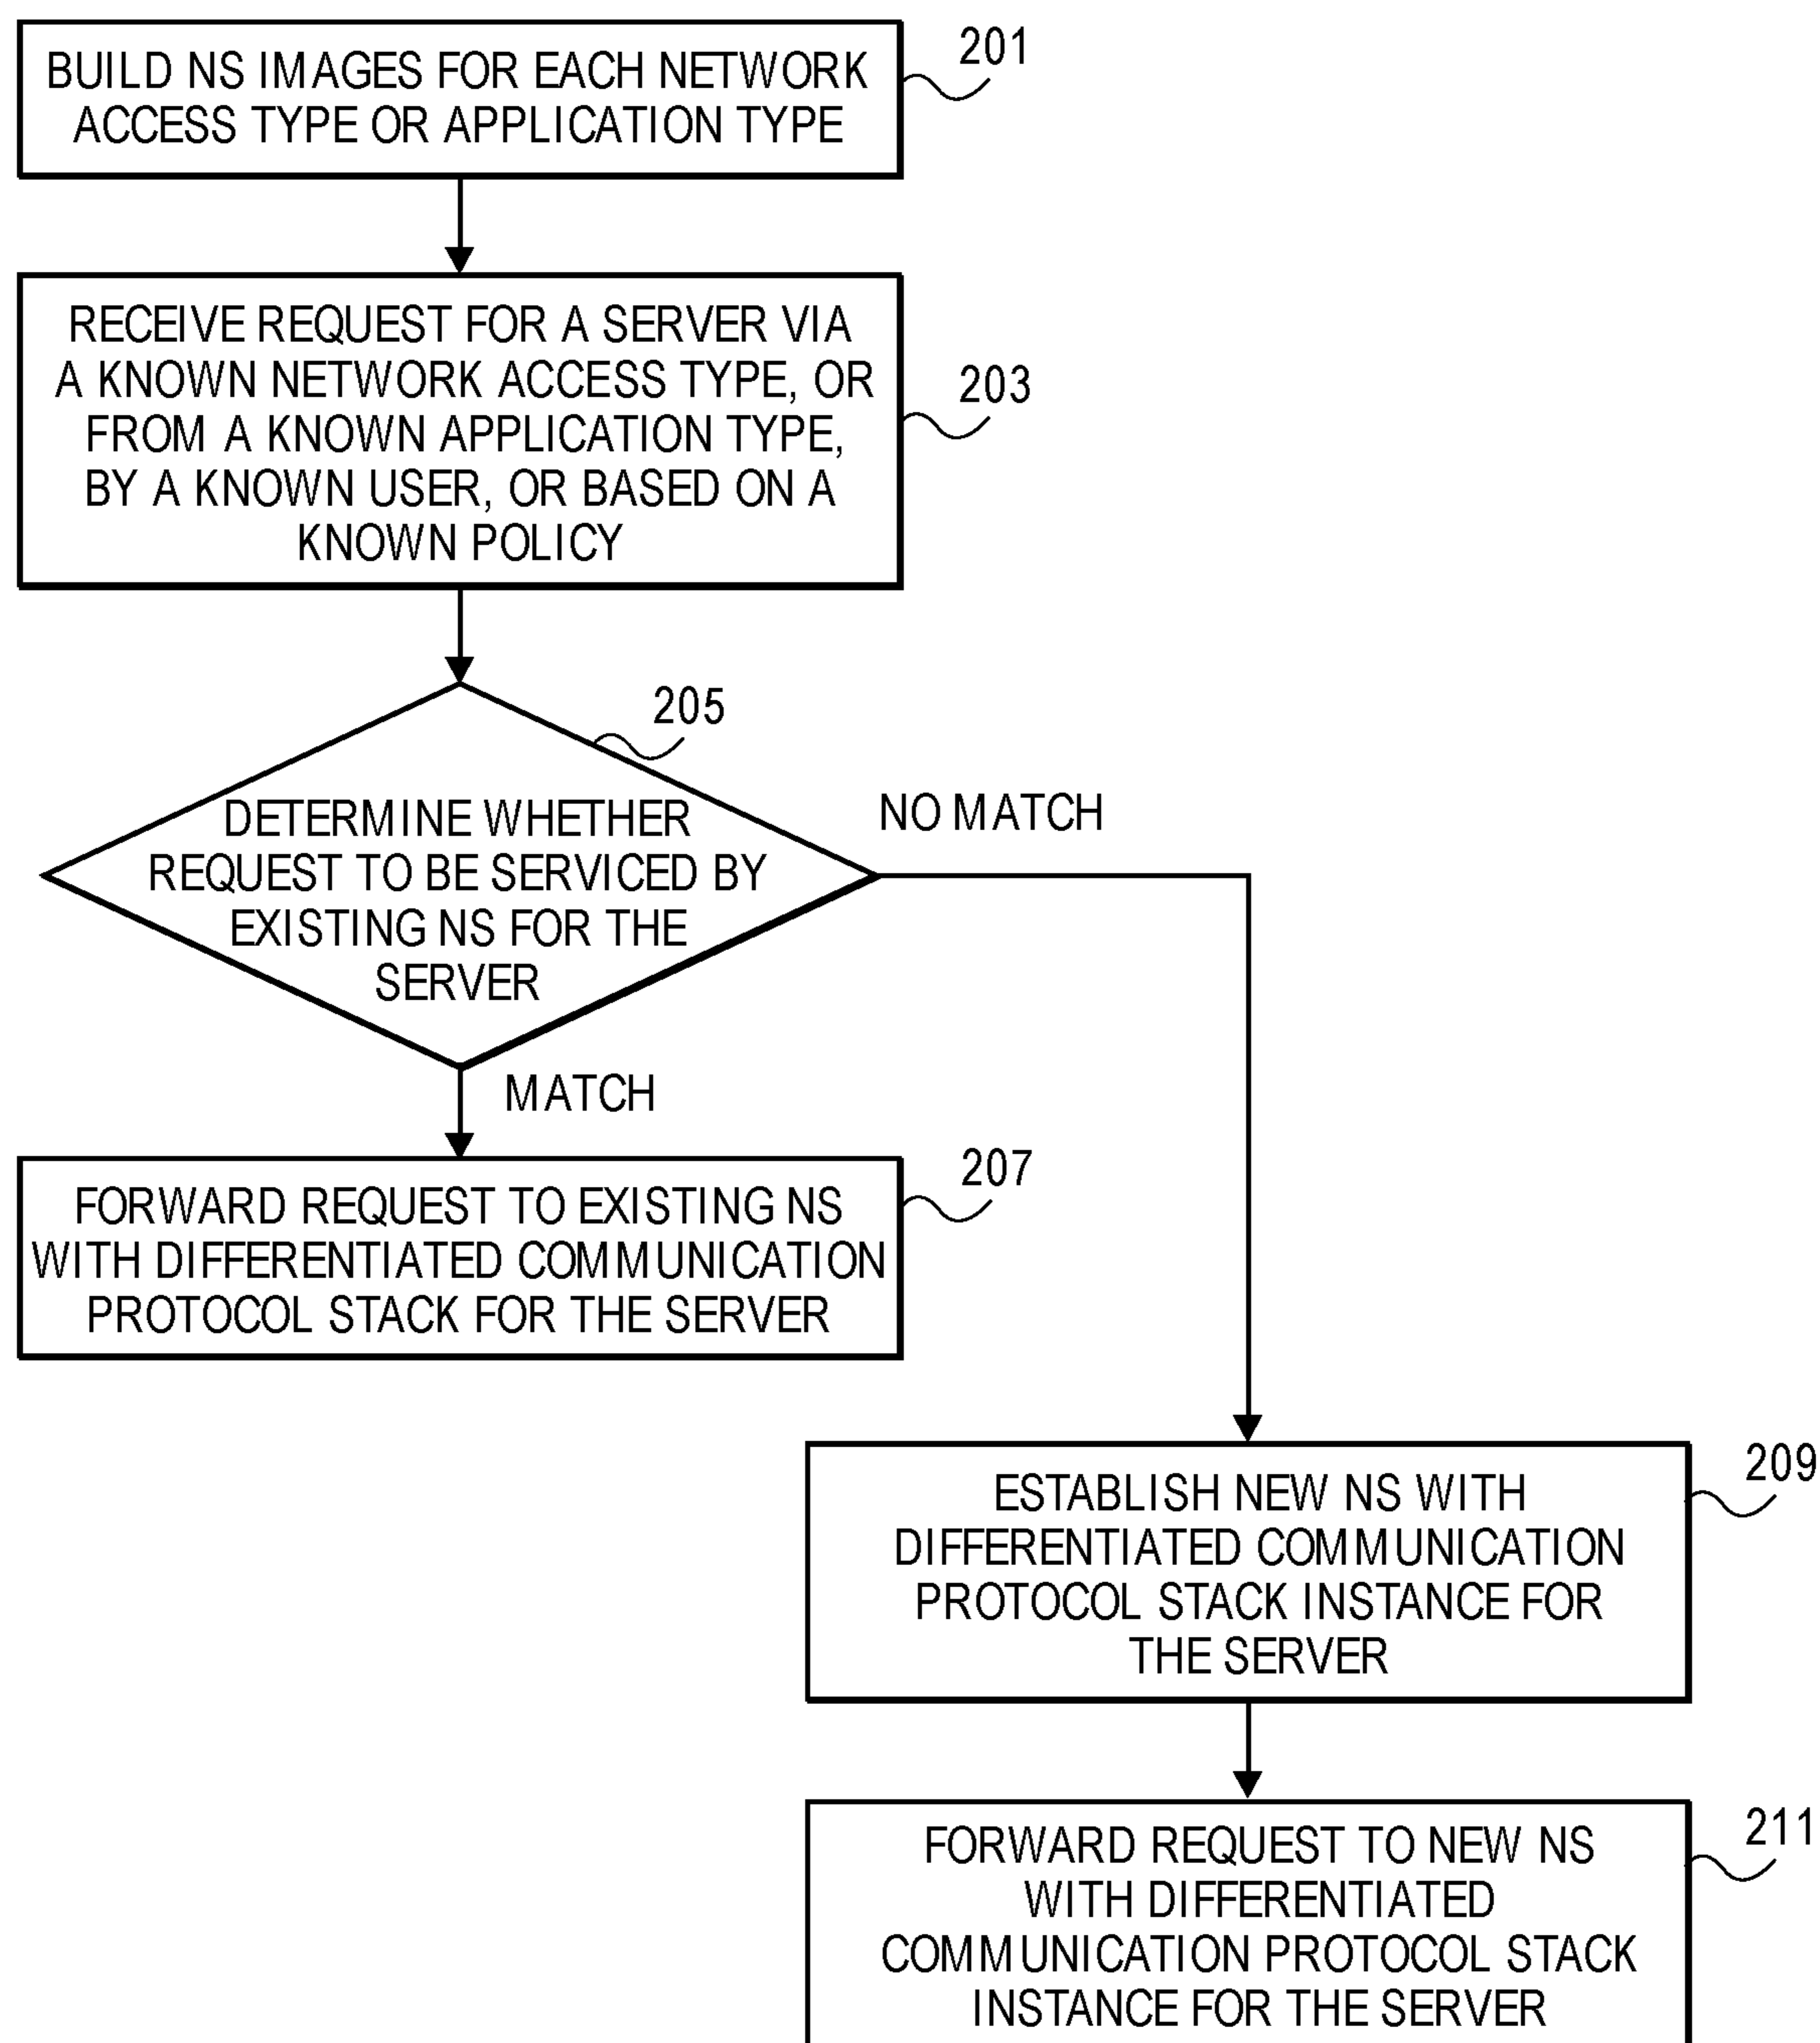 BUILD NS IMAGES FOR EACH NETWORK
ACCESS TYPE OR APPLICATION TYPE
201
RECEIVE REQUEST FOR A SERVER VIA
A KNOWN NETWORK ACCESS TYPE, OR
FROM A KNOWN APPLICATION TYPE,
BY A KNOWN USER, OR BASED ON A
KNOWN POLICY
203
205
DETERMINE WHETHER
REQUEST TO BE SERVICED BY
EXISTING NS FOR THE
SERVER
NO MATCH
MATCH
FORWARD REQUEST TO EXISTING NS
WITH DIFFERENTIATED COMMUNICATION
PROTOCOL STACK FOR THE SERVER
207
ESTABLISH NEW NS WITH
DIFFERENTIATED COMMUNICATION
PROTOCOL STACK INSTANCE FOR
THE SERVER
209
FORWARD REQUEST TO NEW NS
WITH DIFFERENTIATED
COMMUNICATION PROTOCOL STACK
INSTANCE FOR THE SERVER
211